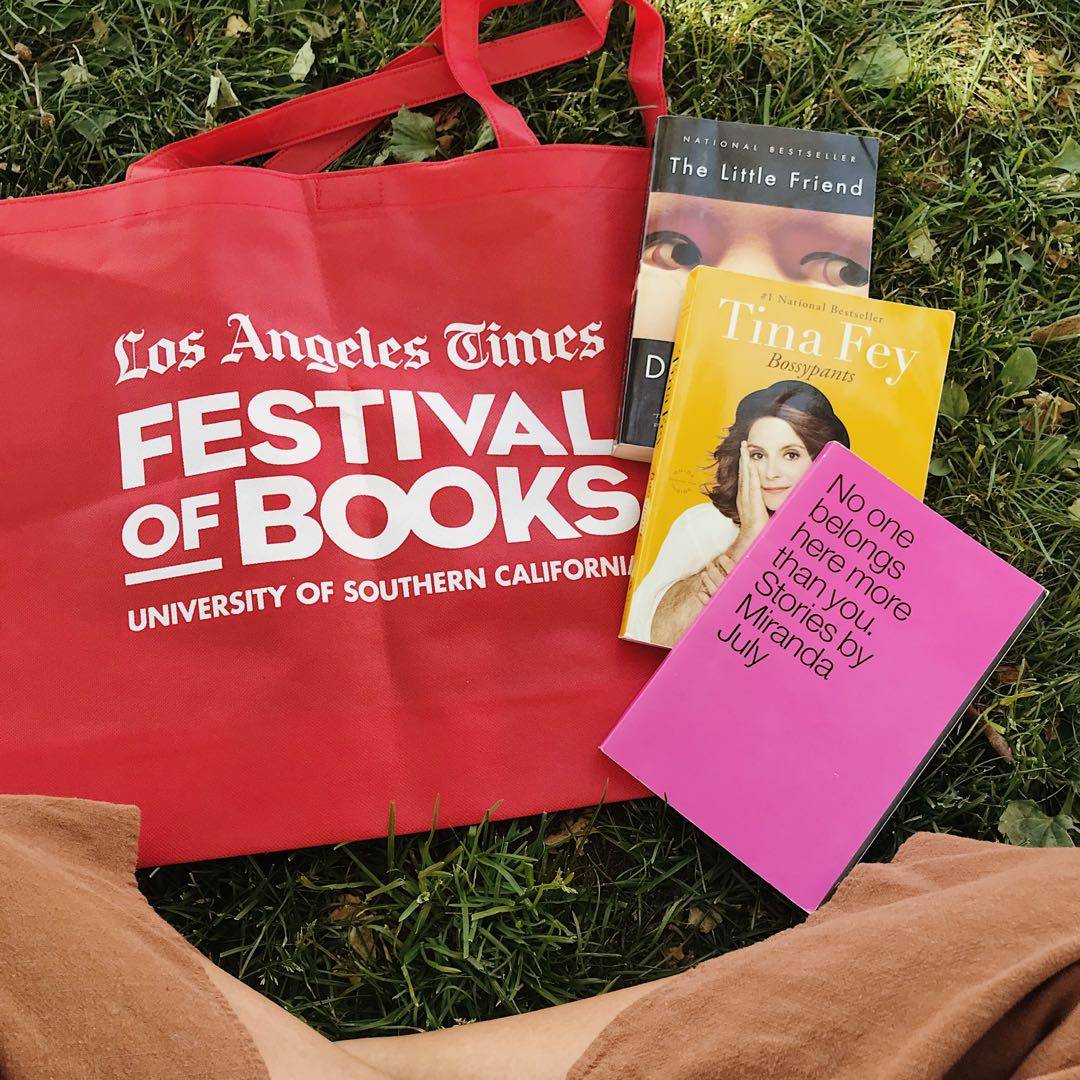 Los Angeles Times
FESTIVAL
OF BOOKS
UNIVERSITY OF SOUTHERN CALIFORNIA
NATIONAL BESTSELLER
The Little Friend
D
#1 National Bestseller
Tina Fey
Bossypants
No one
belongs
here more
than you.
Stories by
Miranda
July